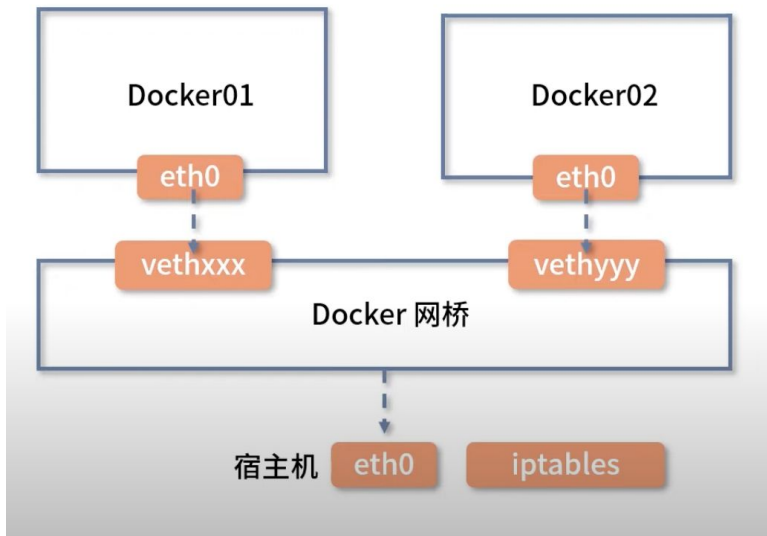 Docker01
Docker02
eth0
eth0
vethxxx
vethyyy
Docker 网桥
宿主机
eth0
iptables